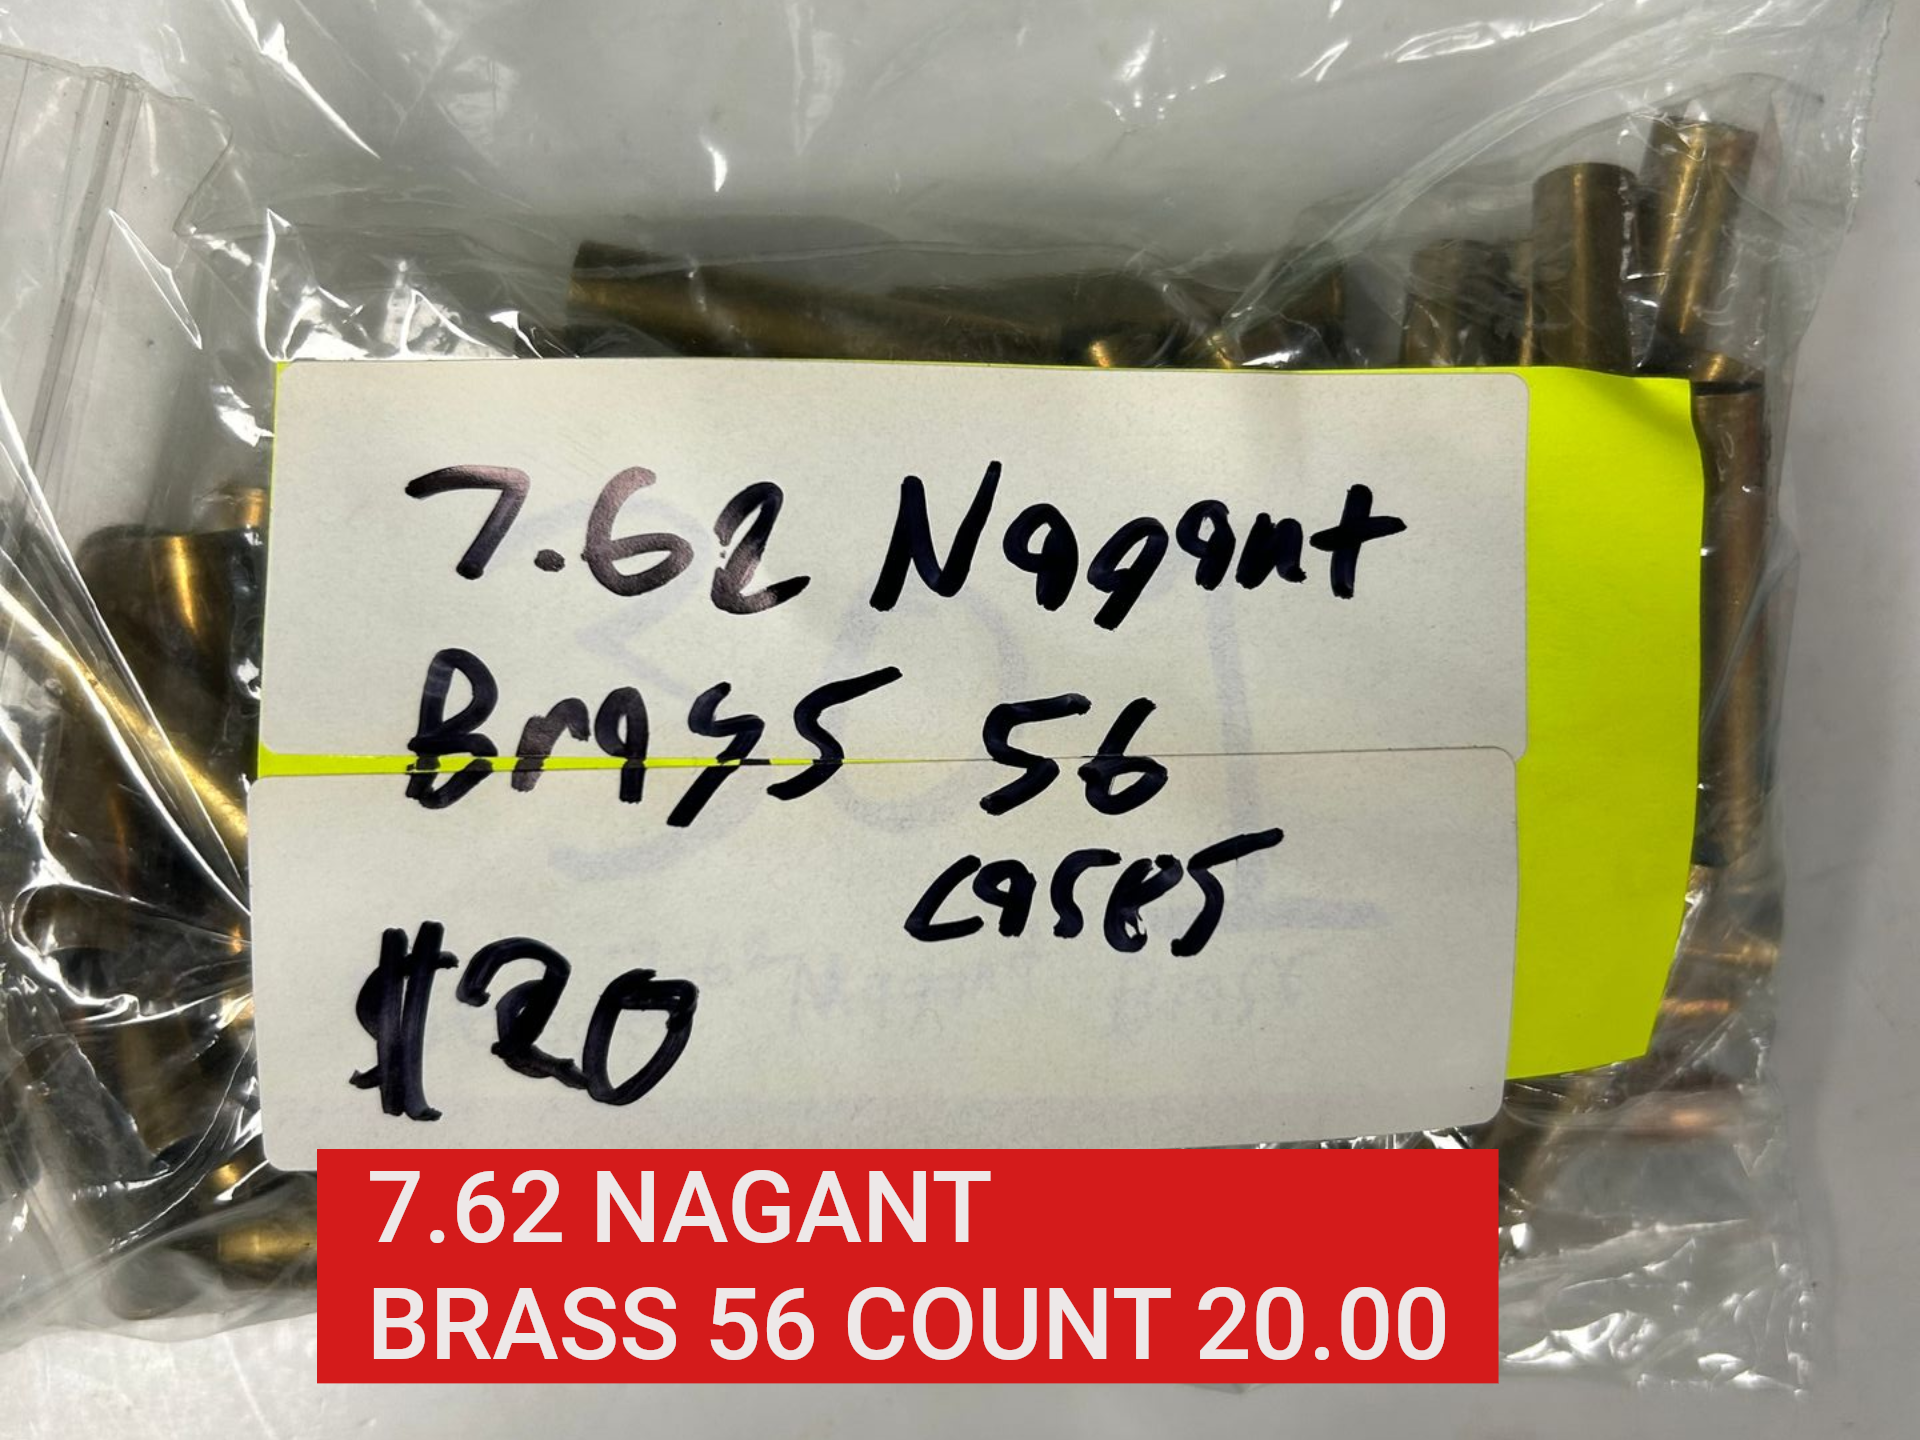 7.62 Nagant
Brass 56
cases
$20
7.62 NAGANT
BRASS 56 COUNT 20.00